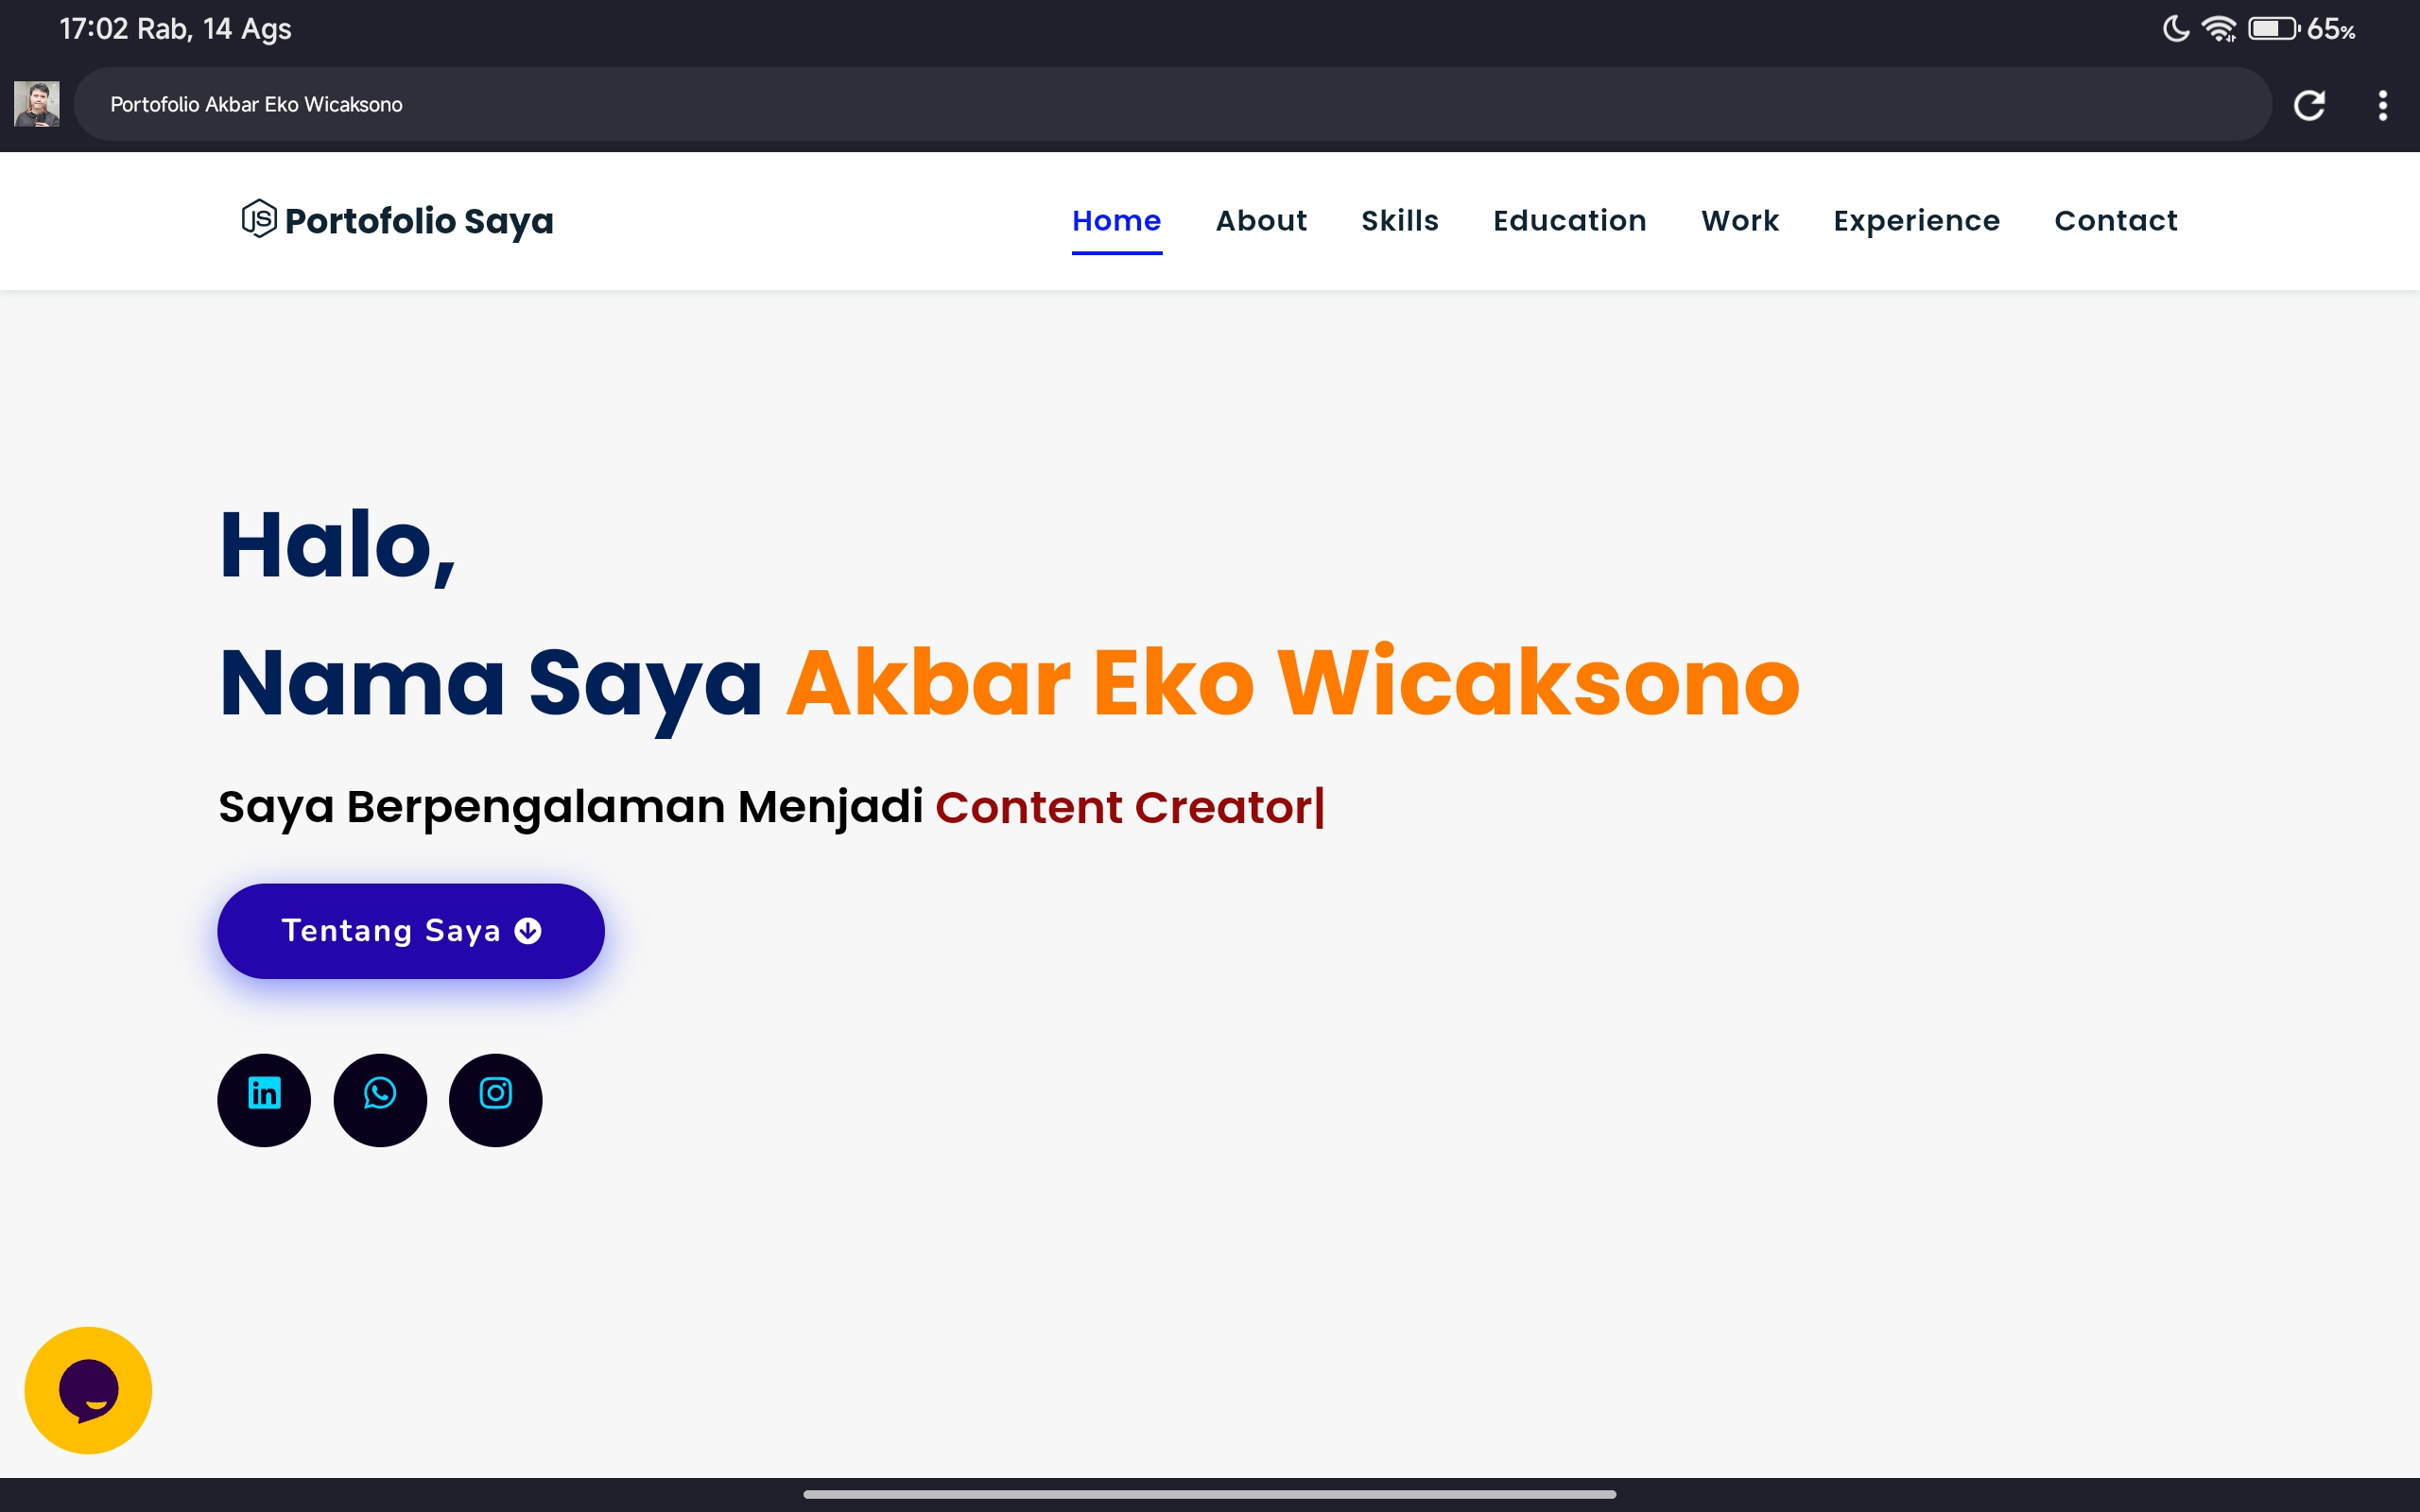 17:02 Rab, 14 Ags
65%
Portofolio Akbar Eko Wicaksono
Portofolio Saya
Home About Skills Education Work Experience Contact
Halo,
Nama Saya Akbar Eko Wicaksono
Saya Berpengalaman Menjadi Content Creator|
Tentang Saya